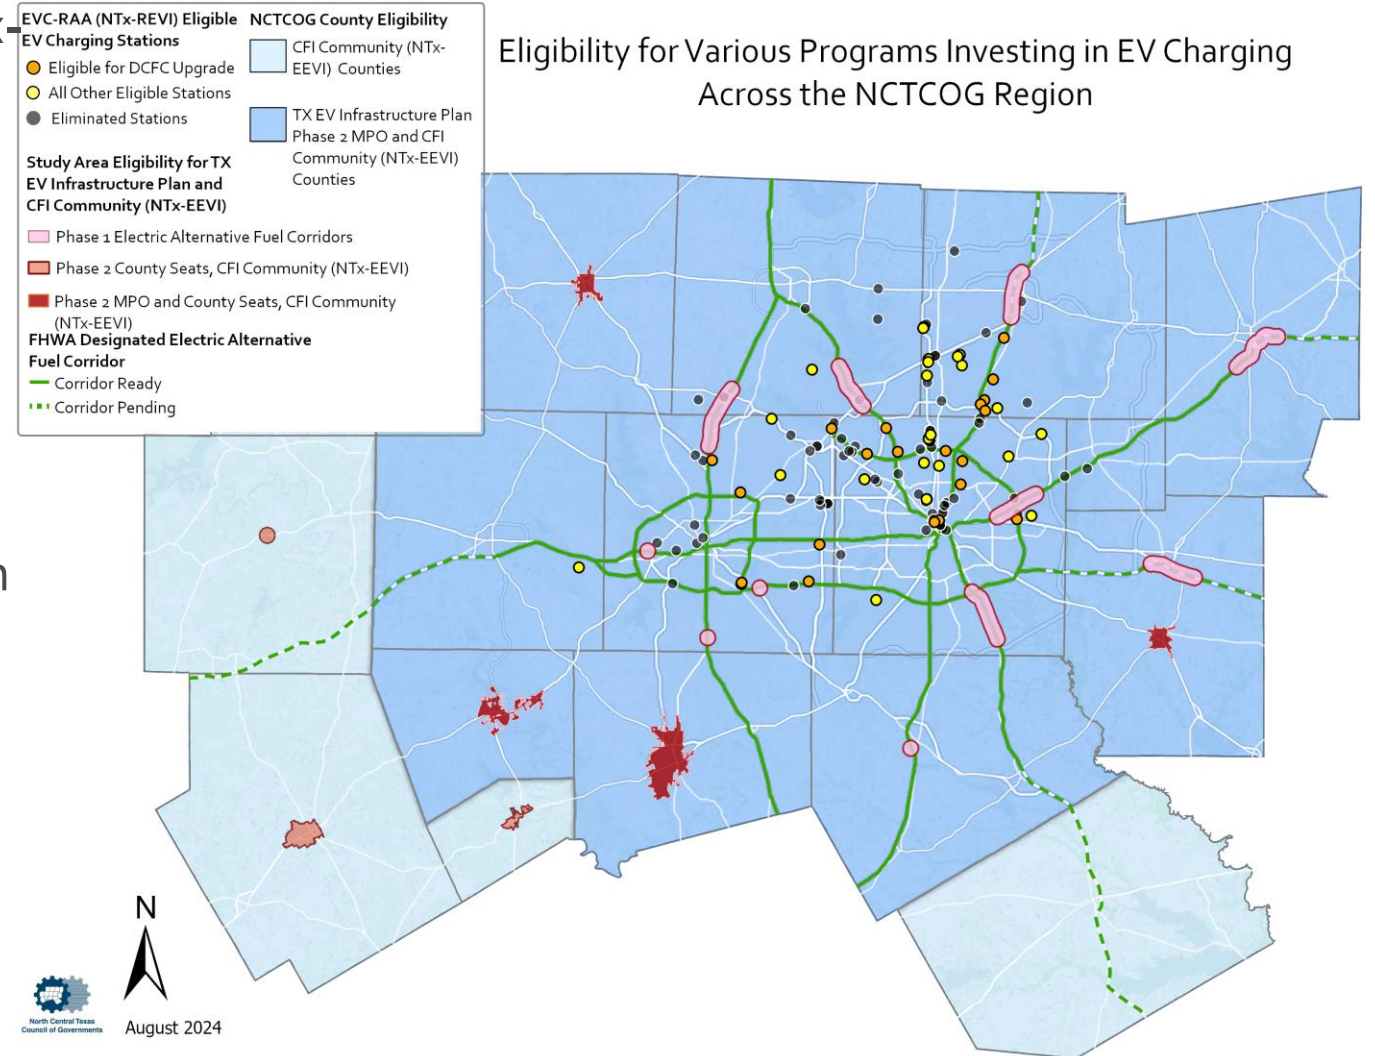 x-
EVC-RAA (NTx-REVI) Eligible
EV Charging Stations
Eligible for DCFC Upgrade
All Other Eligible Stations
Eliminated Stations
Study Area Eligibility for TX
EV Infrastructure Plan and
CFI Community (NTx-EEVI)
Phase 1 Electric Alternative Fuel Corridors
Phase 2 County Seats, CFI Community (NTx-EEVI)
Phase 2 MPO and County Seats, CFI Community
(NTx-EEVI)
FHWA Designated Electric Alternative
Fuel Corridor
Corridor Ready
Corridor Pending
NCTCOG County Eligibility
CFI Community (NTx-
EEVI) Counties
TX EV Infrastructure Plan
Phase 2 MPO and CFI
Community (NTx-EEVI)
Counties
Eligibility for Various Programs Investing in EV Charging
Across the NCTCOG Region
n
N
North Central Texas
Council of Governments
August 2024